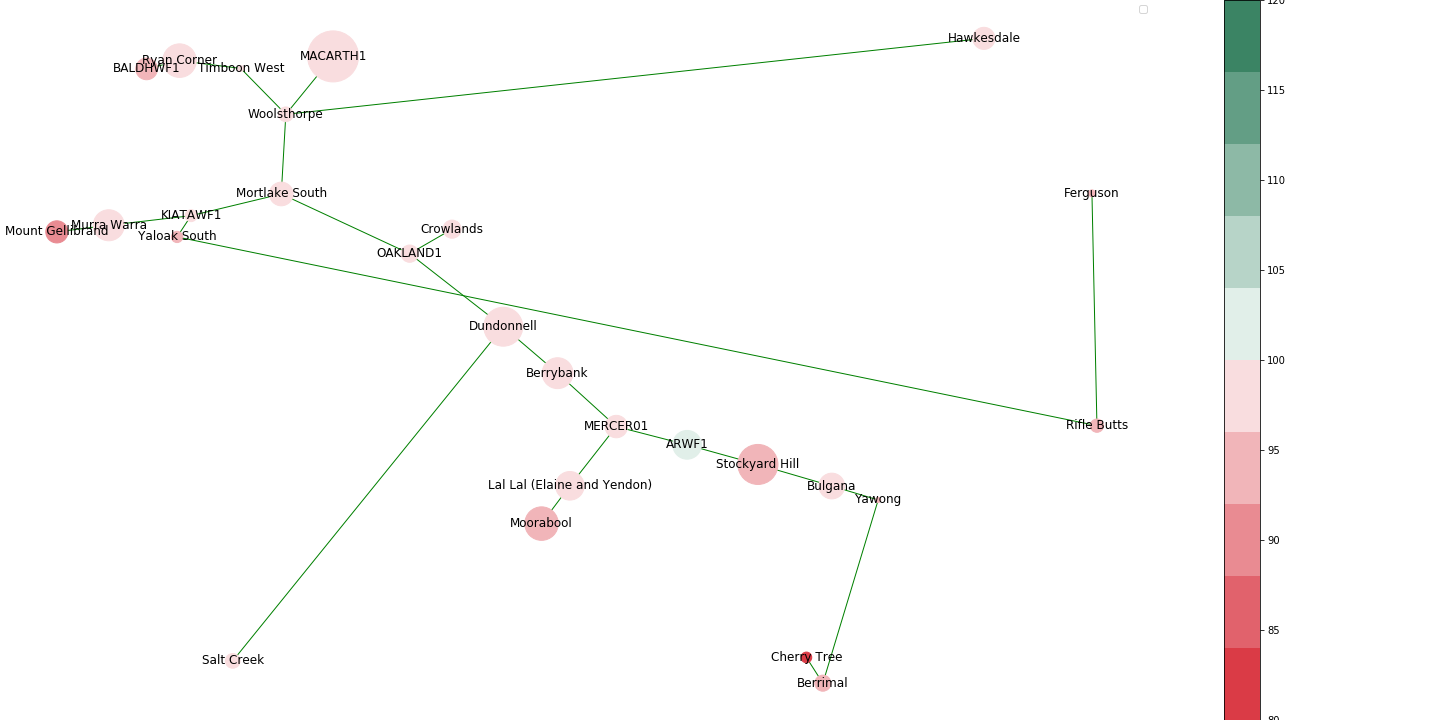 Hawkesdale
MACARTH1
Ryan Corner
BALDHWF1
Timboon West
Woolsthorpe
Mortlake South
Ferguson
KIATAWF1
Murra Warra
Mount Gellibrand
Yaloak South
Crowlands
OAKLAND1
Dundonnell
Berrybank
MERCER01
Rifle Butts
ARWF1
Stockyard Hill
Lal Lal (Elaine and Yendon)
Bulgana
Yawong
Moorabool
Salt Creek
Cherry Tree
Berrimal
120
115
110
105
100
95
90
85
80